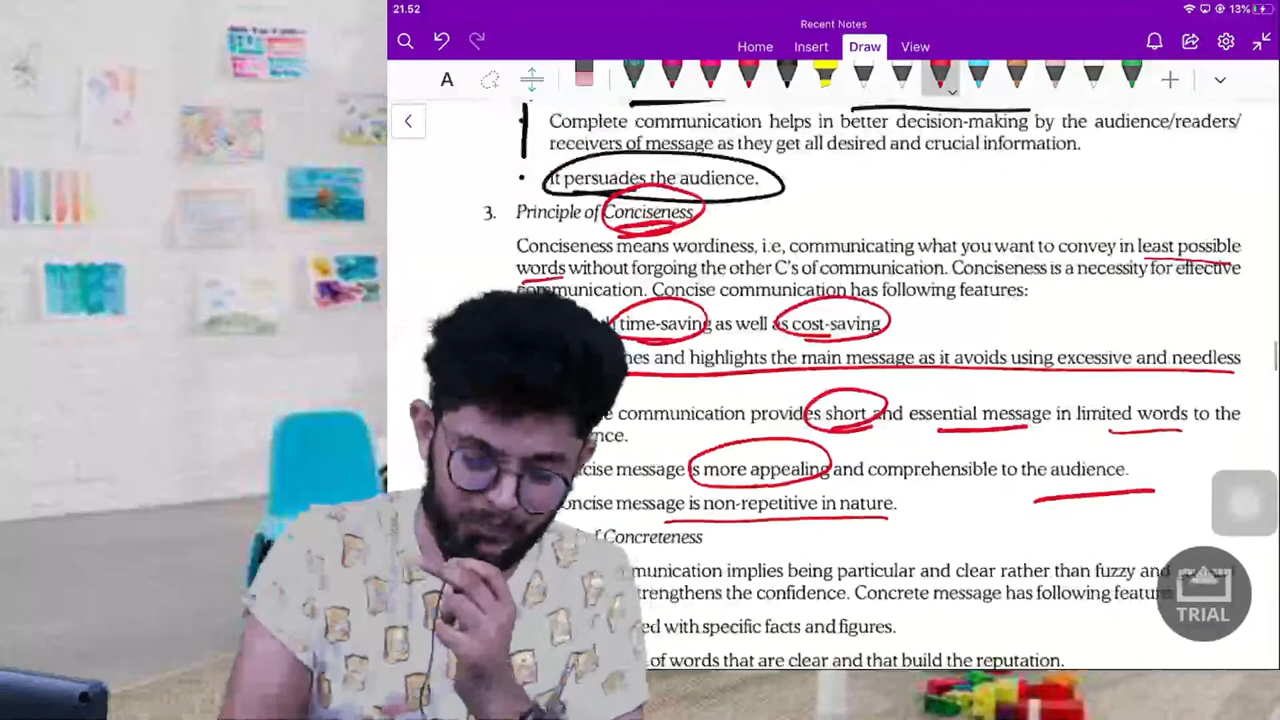 21.52
Recent Notes
13%
Home Insert Draw View
A
Complete communication helps in better decision-making by the audience/readers/
receivers of message as they get all desired and crucial information.
• It persuades the audience.
3. Principle of Conciseness
Conciseness means wordiness, i.e, communicating what you want to convey in least possible
words without forgoing the other C's of communication. Conciseness is a necessity for effective
communication. Concise communication has following features:
time-saving as well as cost-saving
and highlights the main message as it avoids using excessive and needless
communication provides short and essential message in limited words to the
message is more appealing and comprehensible to the audience.
message is non-repetitive in nature.
of Concreteness
implies being particular and clear rather than fuzzy and
the confidence. Concrete message has following
with specific facts and figures.
of words that are clear and that build the reputation.
TRIAL